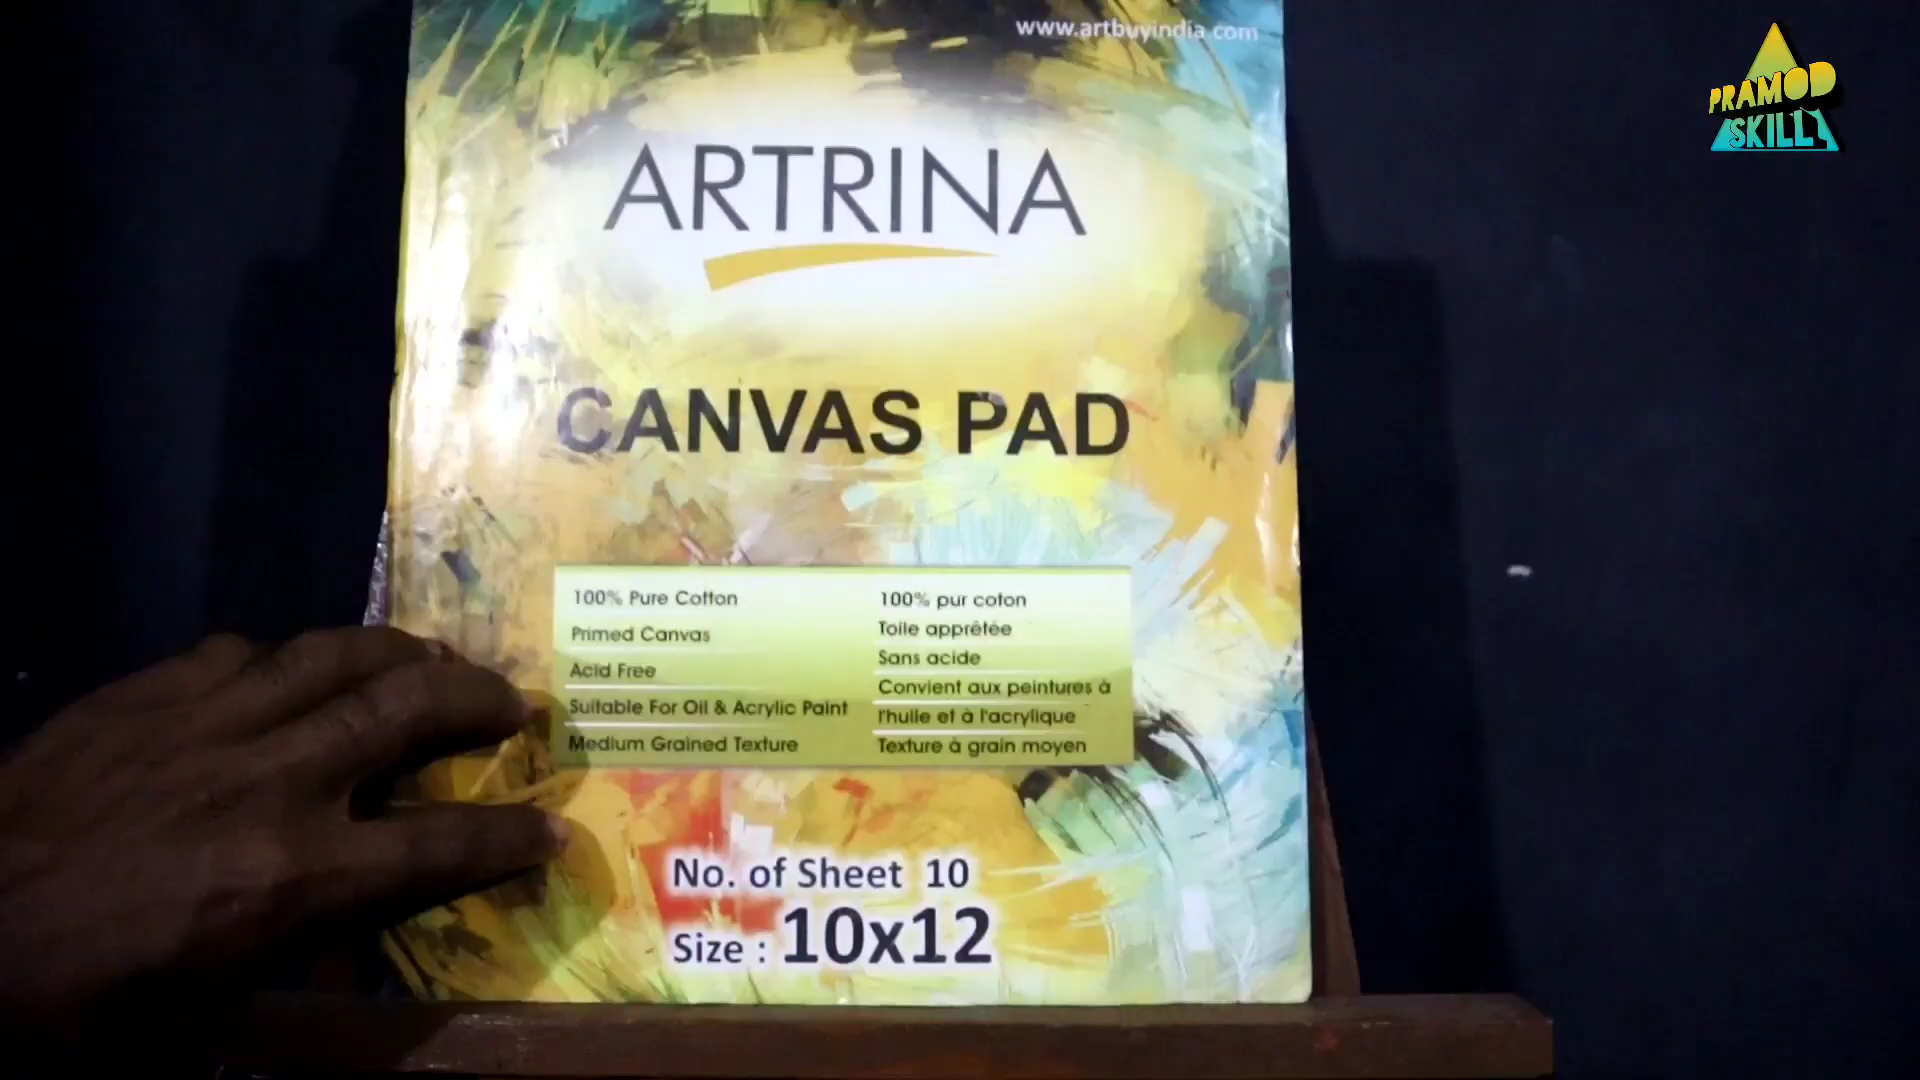 www.artbuyindia.com
PRAMOD
SKILL
ARTRINA
CANVAS PAD
100% Pure Cotton
Primed Canvas
Acid Free
Suitable For Oil & Acrylic Paint
Medium Grained Texture
100% pur coton
Toile apprêtée
Sans acide
Convient aux peintures à
l'huile et à l'acrylique
Texture à grain moyen
No. of Sheet 10
Size : 10x12